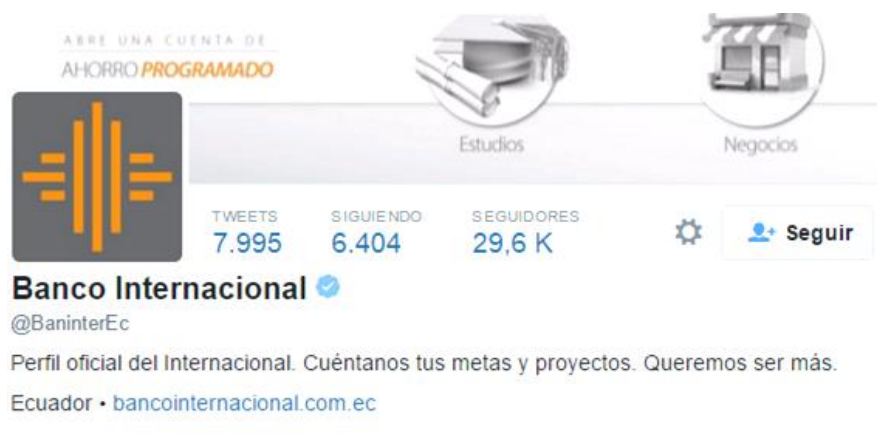 ABRE UNA CUENTA DE
AHORRO PROGRAMADO
Estudios
Negocios
TWEETS
7.995
SIGUIENDO
6.404
SEGUIDORES
29,6 K
Seguir
Banco Internacional
@BaninterEc
Perfil oficial del Internacional. Cuéntanos tus metas y proyectos. Queremos ser más.
Ecuador • bancointernacional.com.ec